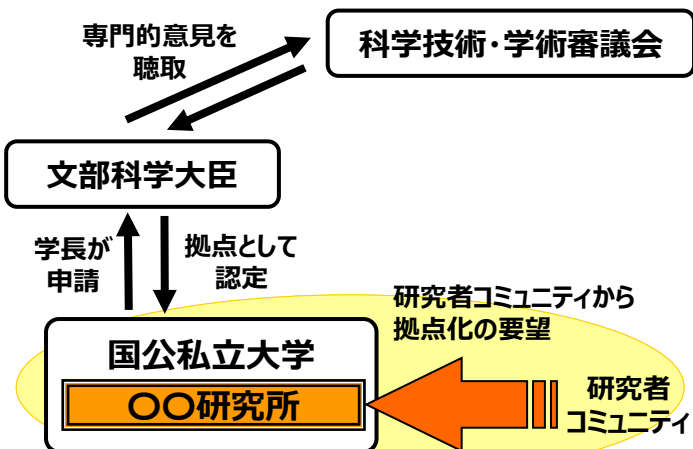 専門的意見を
聴取
科学技術・学術審議会
文部科学大臣
学長が
申請
拠点として
認定
研究者コミュニティから
拠点化の要望
国公私立大学
〇〇研究所
研究者
コミュニティ